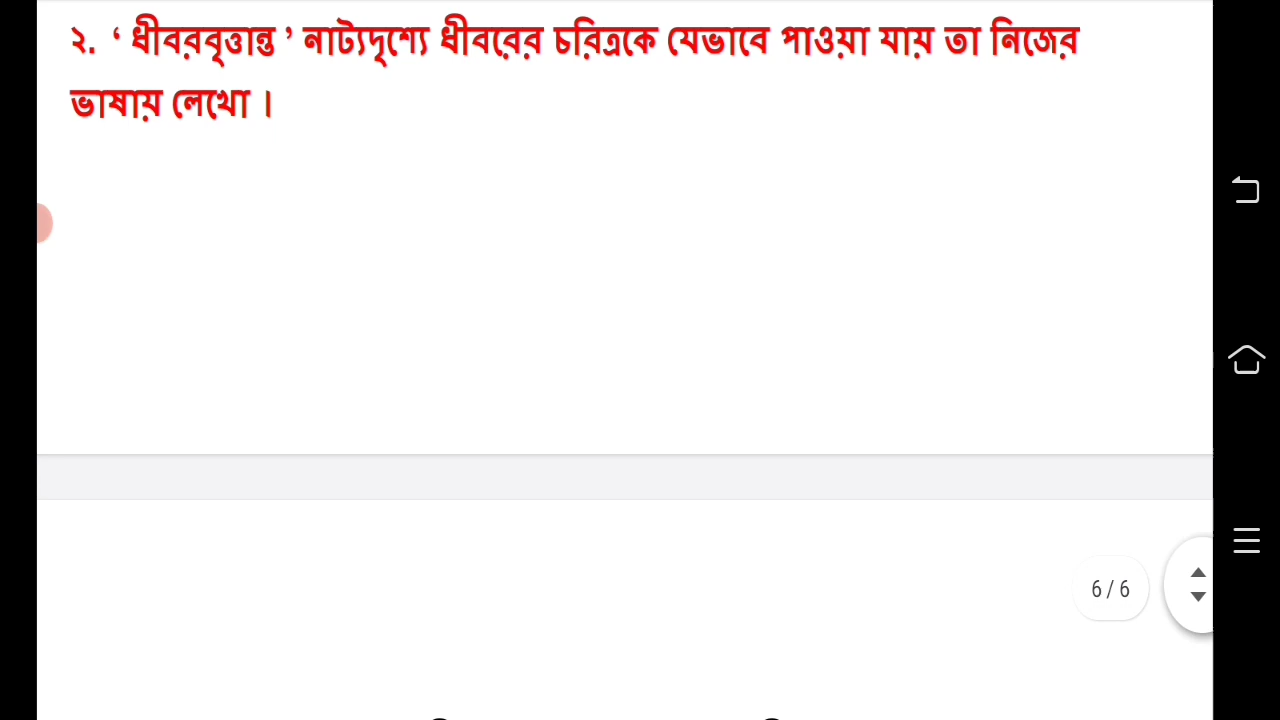 ২. ‘ ধীবরবৃত্তান্ত ’ নাট্যদৃশ্যে ধীবরের চরিত্রকে যেভাবে পাওয়া যায় তা নিজের
ভাষায় লেখো ।
6 / 6